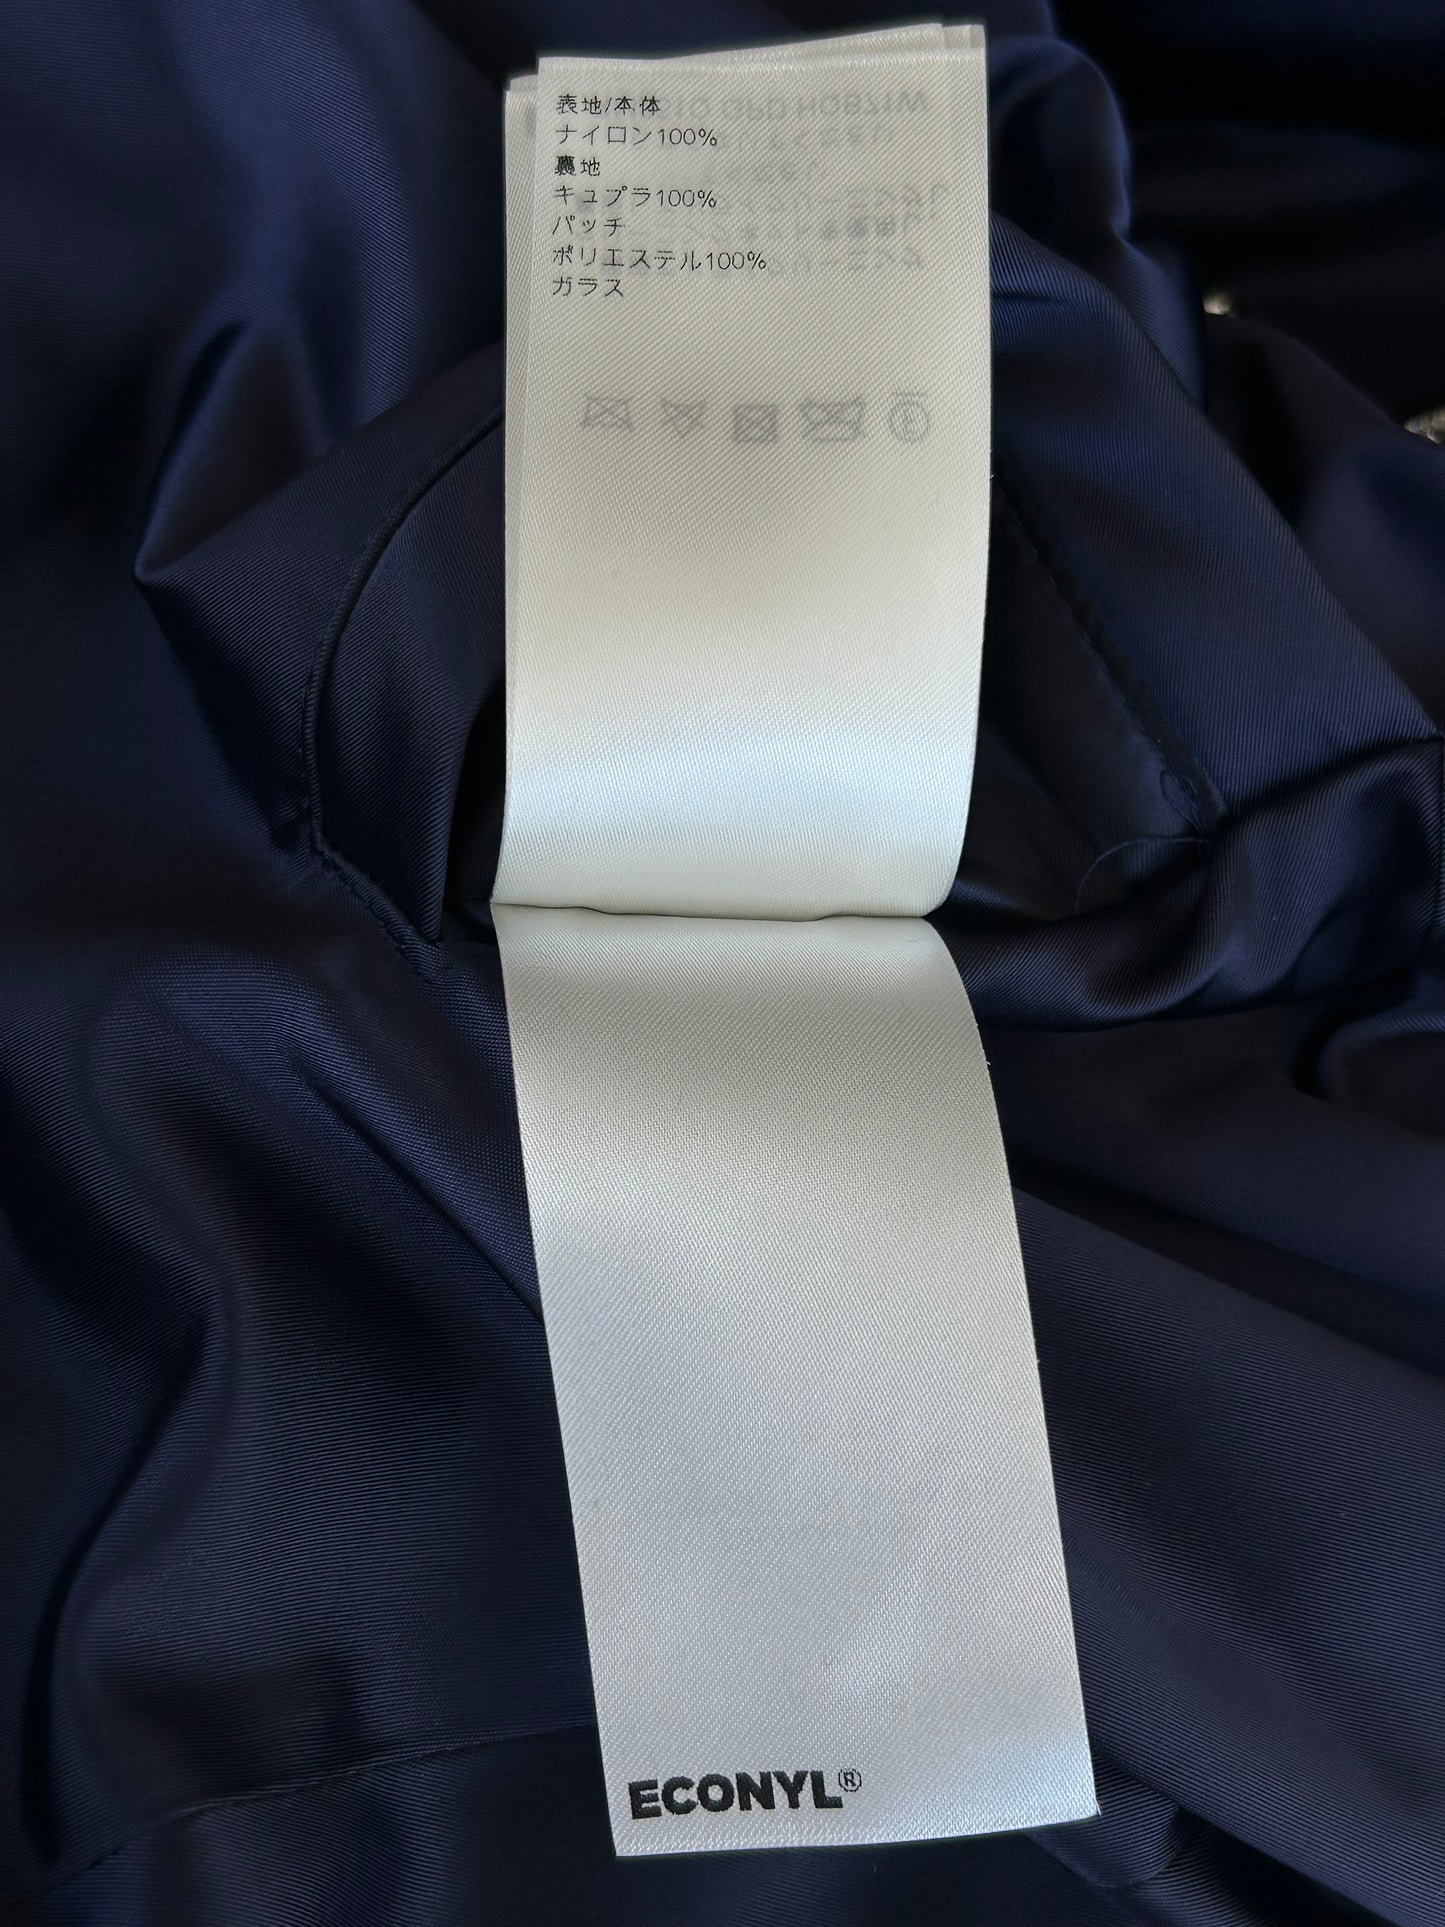 表地/本体
ナイロン100%
裏地
キュプラ100%
パッチ
ポリエステル100%
ガラス
ECONYL®